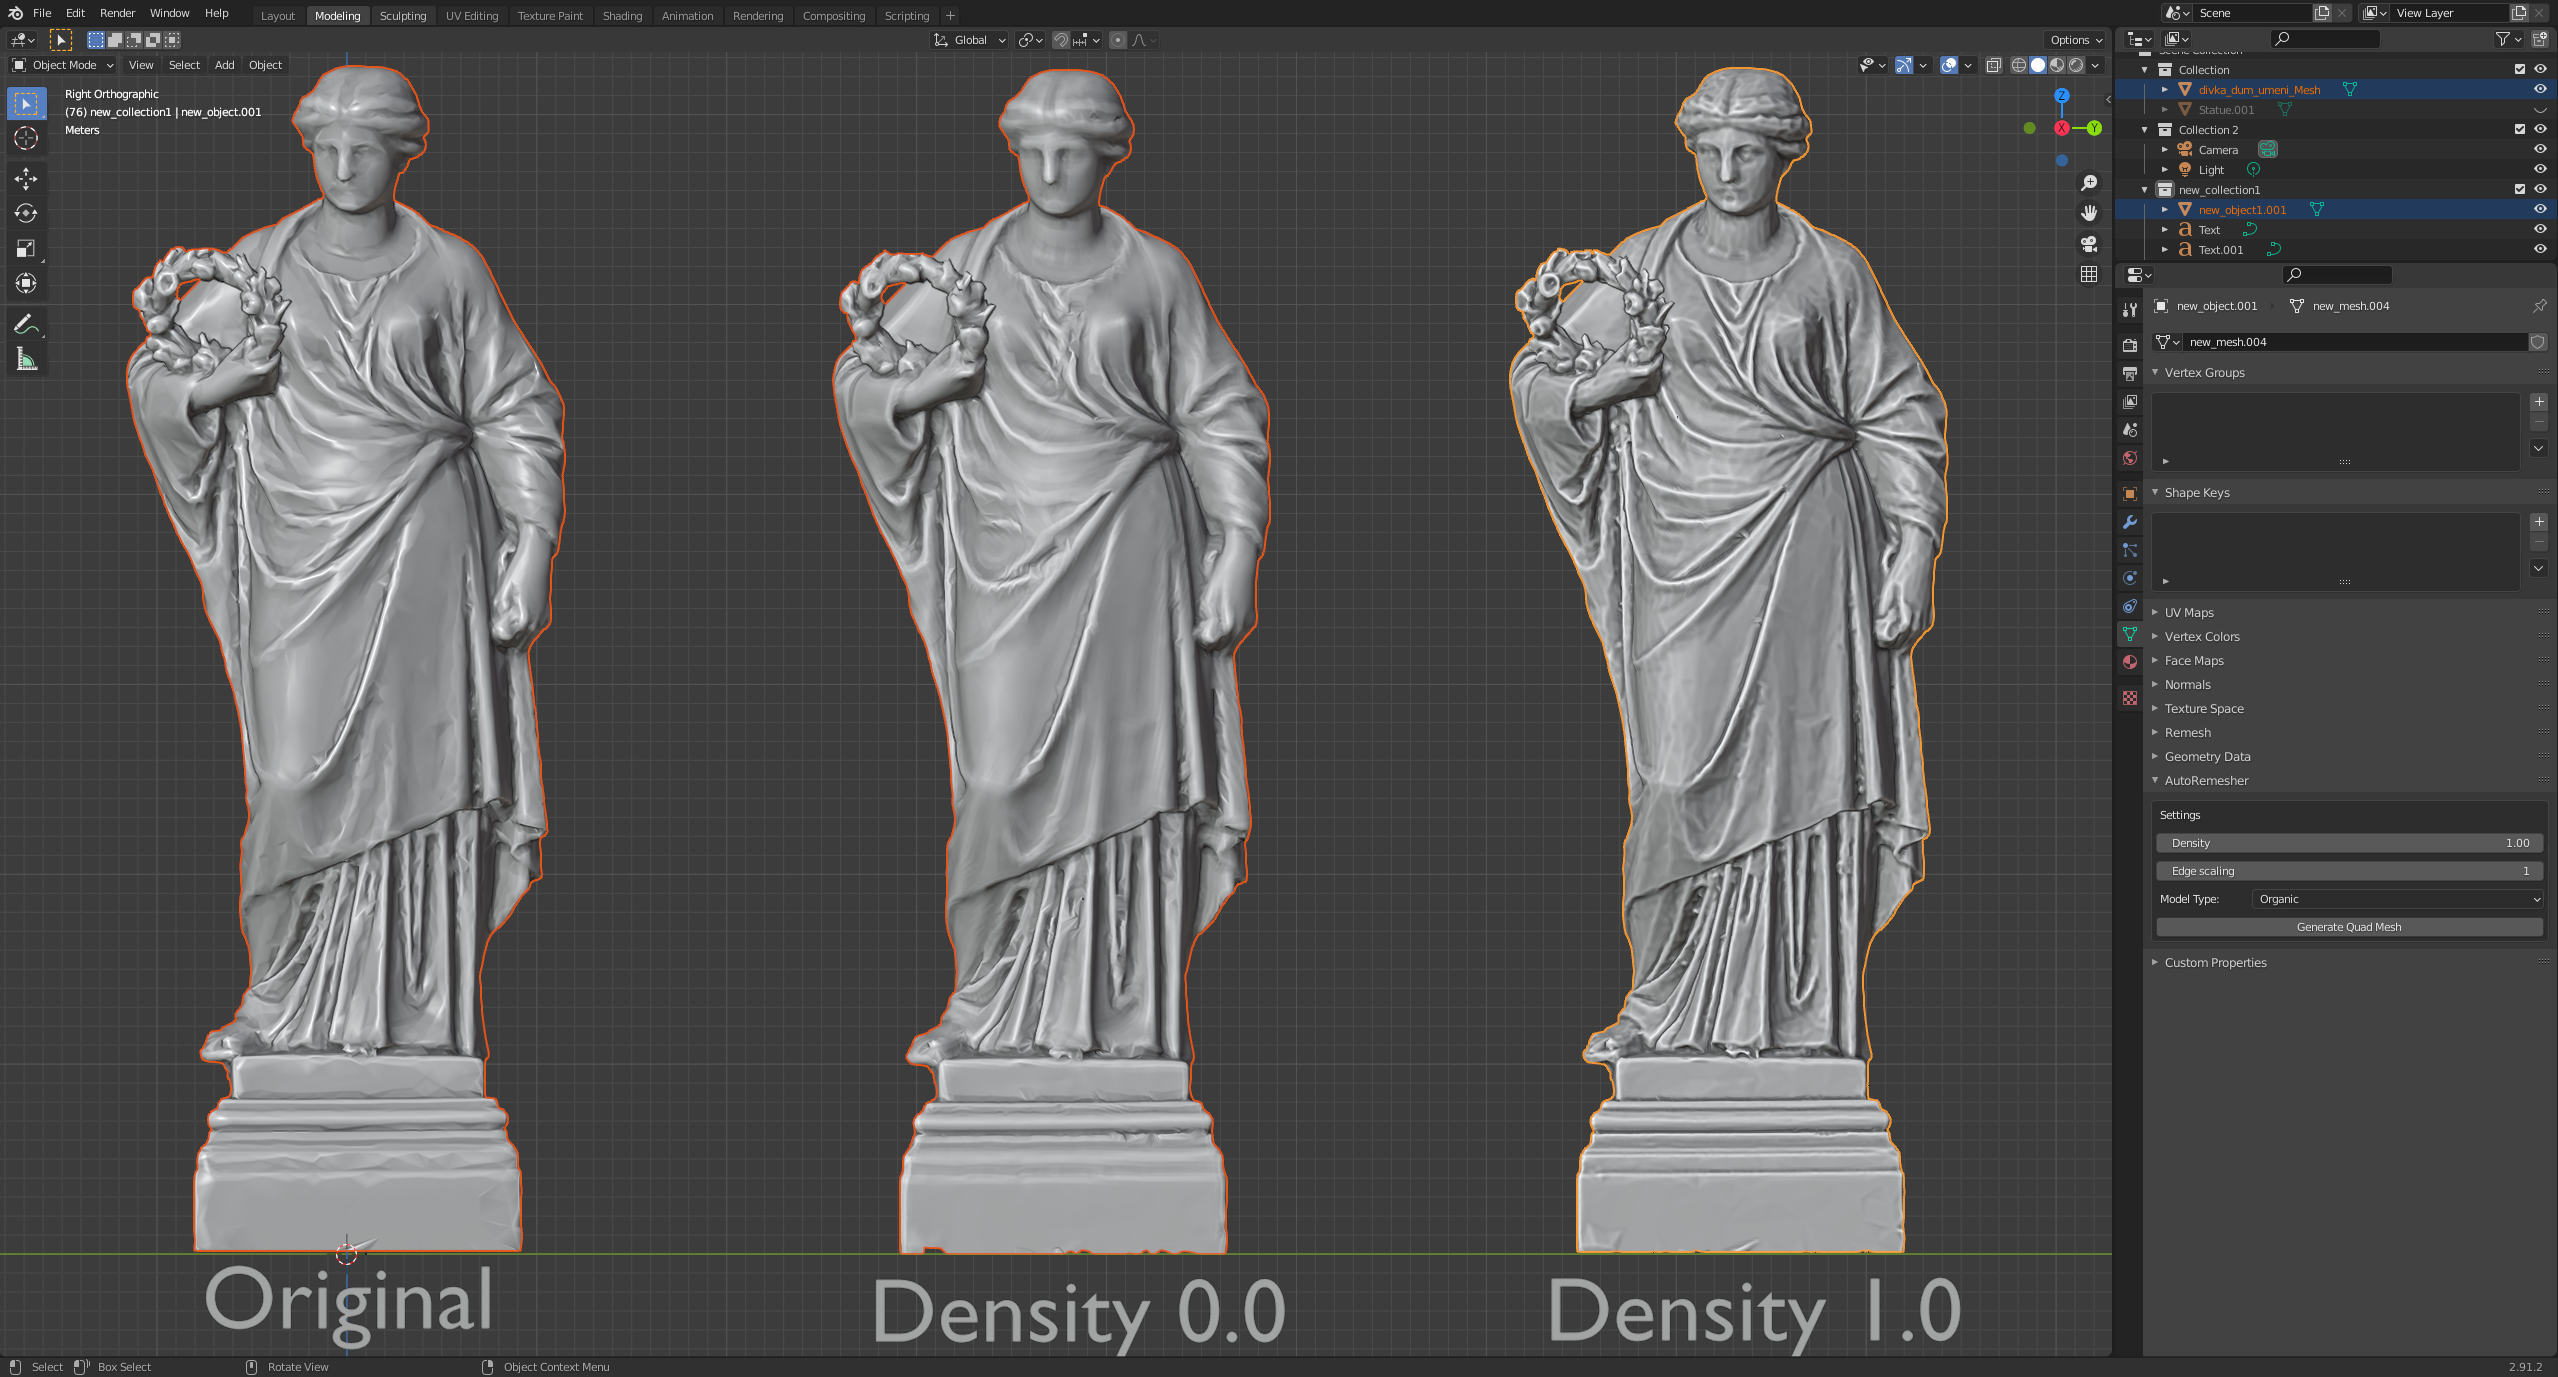 File Edit Render Window Help
Layout Modeling Sculpting UV Editing Texture Paint Shading Animation Rendering Compositing Scripting +
Scene
View Layer
Global
Options
Object Mode View Select Add Object
Right Orthographic
(76) new_collection1 | new_object.001
Meters
Z
X
Y
Original
Density 0.0
Density 1.0
Scene Collection
Collection
divka_dum_umeni_Mesh
Statue.001
Collection 2
Camera
Light
new_collection1
new_object1.001
Text
Text.001
new_object.001 new_mesh.004
new_mesh.004
Vertex Groups
Shape Keys
UV Maps
Vertex Colors
Face Maps
Normals
Texture Space
Remesh
Geometry Data
AutoRemesher
Settings
Density 1.00
Edge scaling 1
Model Type: Organic
Generate Quad Mesh
Custom Properties
Select Box Select Rotate View Object Context Menu
2.91.2